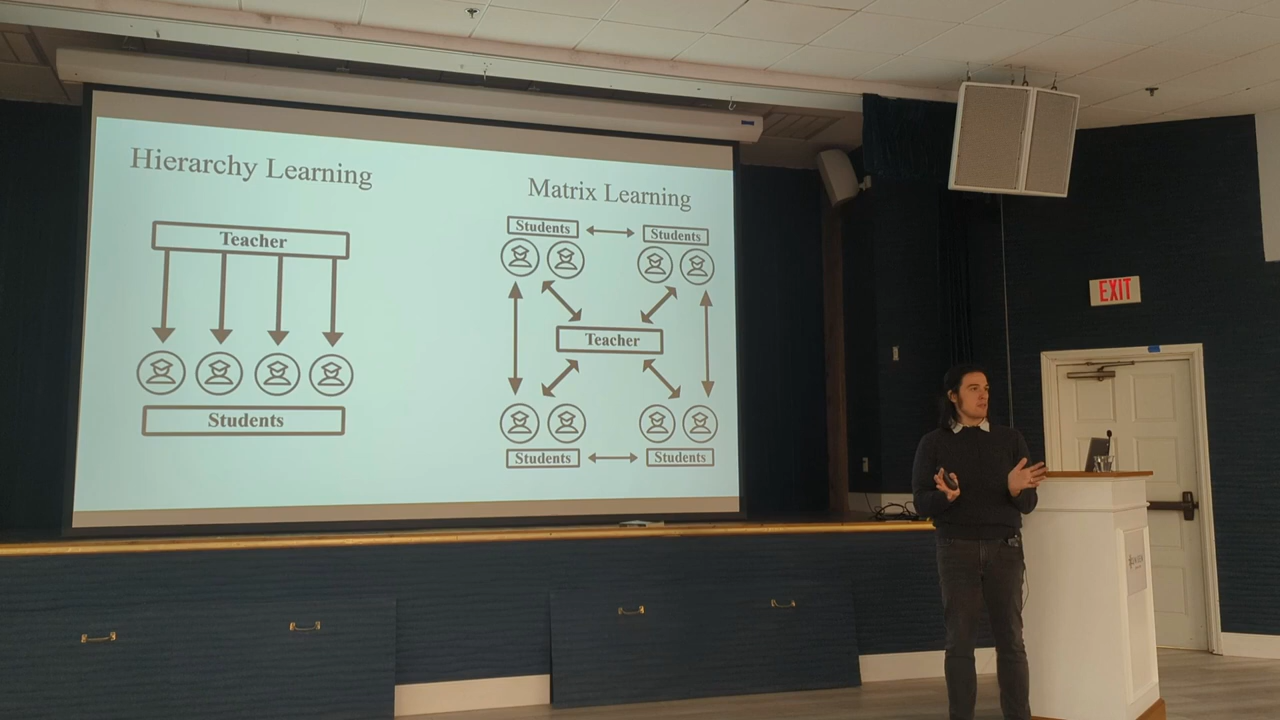 Hierarchy Learning
Teacher
Students
Matrix Learning
Students
Students
Teacher
Students
Students
EXIT